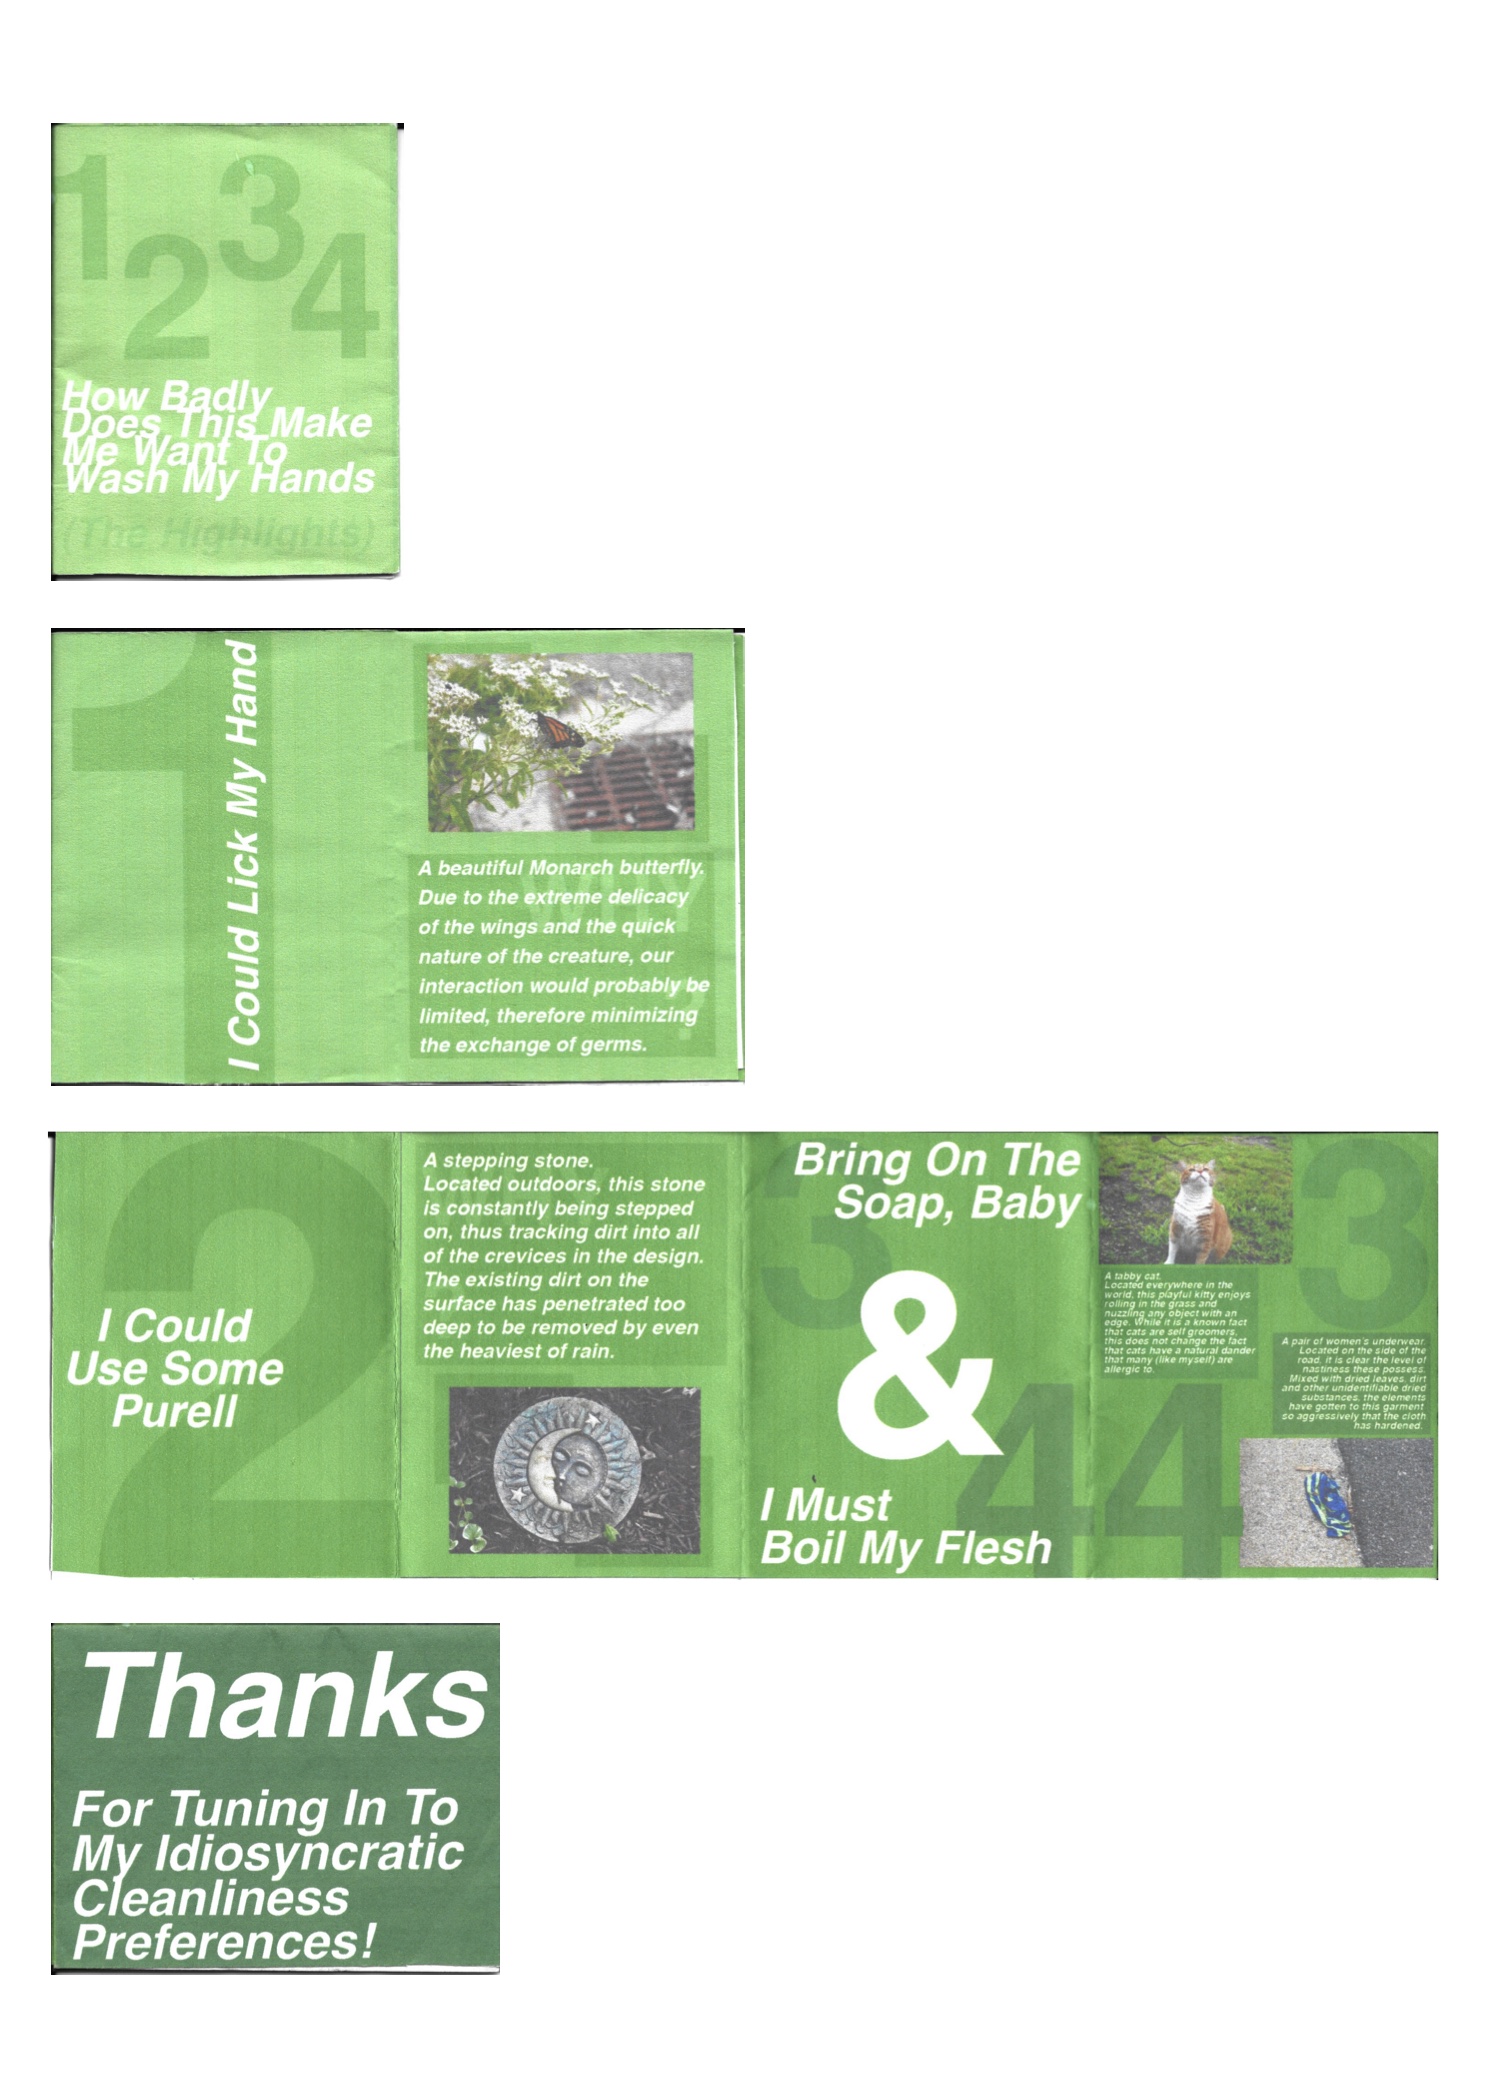 1
2
3
4
How Badly
Does This Make
Me Want To
Wash My Hands
(The Highlights)
1
I Could Lick My Hand
WHY
?
A beautiful Monarch butterfly.
Due to the extreme delicacy
of the wings and the quick
nature of the creature, our
interaction would probably be
limited, therefore minimizing
the exchange of germs.
2
I Could
Use Some
Purell
A stepping stone.
Located outdoors, this stone
is constantly being stepped
on, thus tracking dirt into all
of the crevices in the design.
The existing dirt on the
surface has penetrated too
deep to be removed by even
the heaviest of rain.
3
Bring On The
Soap, Baby
&
4
I Must
Boil My Flesh
3
A tabby cat.
Located everywhere in the
world, this playful kitty enjoys
rolling in the grass and
nuzzling any object with an
edge. While it is a known fact
that cats are self groomers,
this does not change the fact
that cats have a natural dander
that many (like myself) are
allergic to.
4
A pair of women's underwear.
Located on the side of the
road, it is clear the level of
nastiness these possess.
Mixed with dried leaves, dirt
and other unidentifiable dried
substances, the elements
have gotten to this garment
so aggressively that the cloth
has hardened.
Thanks
For Tuning In To
My Idiosyncratic
Cleanliness
Preferences!